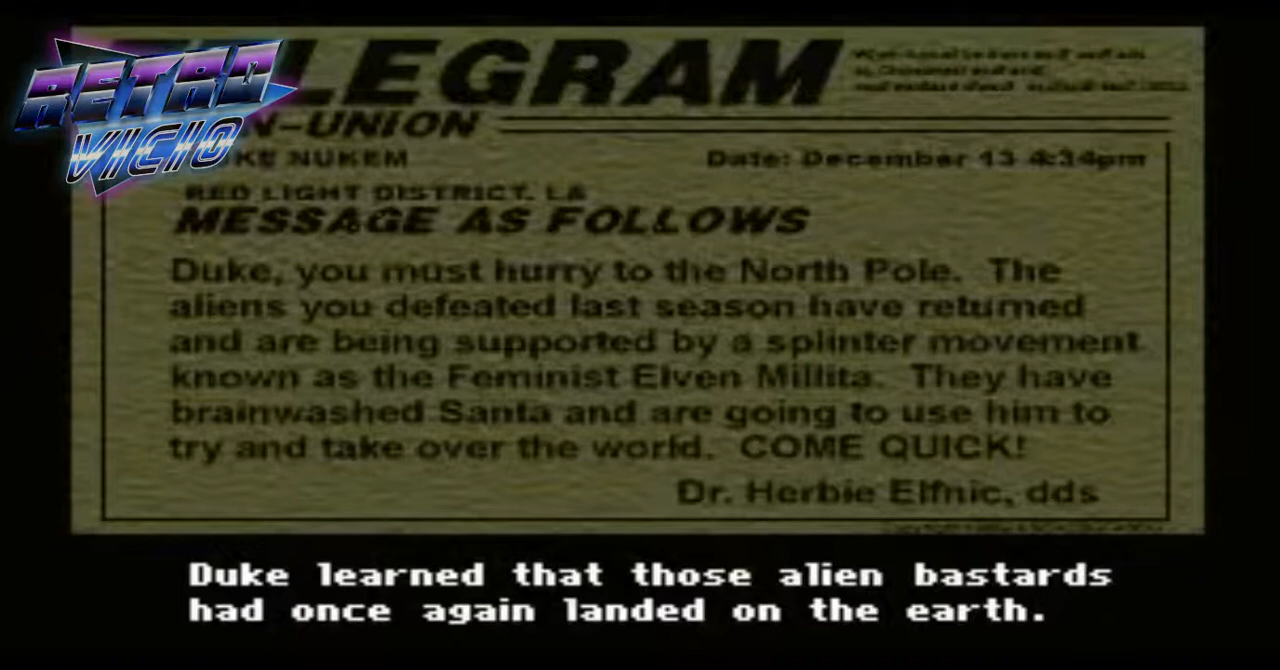 RETRO
VICIO
LEGRAM
N-UNION
KE NUKEM
Date: December 13 4:34pm
RED LIGHT DISTRICT, LA
MESSAGE AS FOLLOWS
Duke, you must hurry to the North Pole. The
aliens you defeated last season have returned
and are being supported by a splinter movement
known as the Feminist Elven Millita. They have
brainwashed Santa and are going to use him to
try and take over the world. COME QUICK!
Dr. Herbie Elfnic, dds
Duke learned that those alien bastards
had once again landed on the earth.